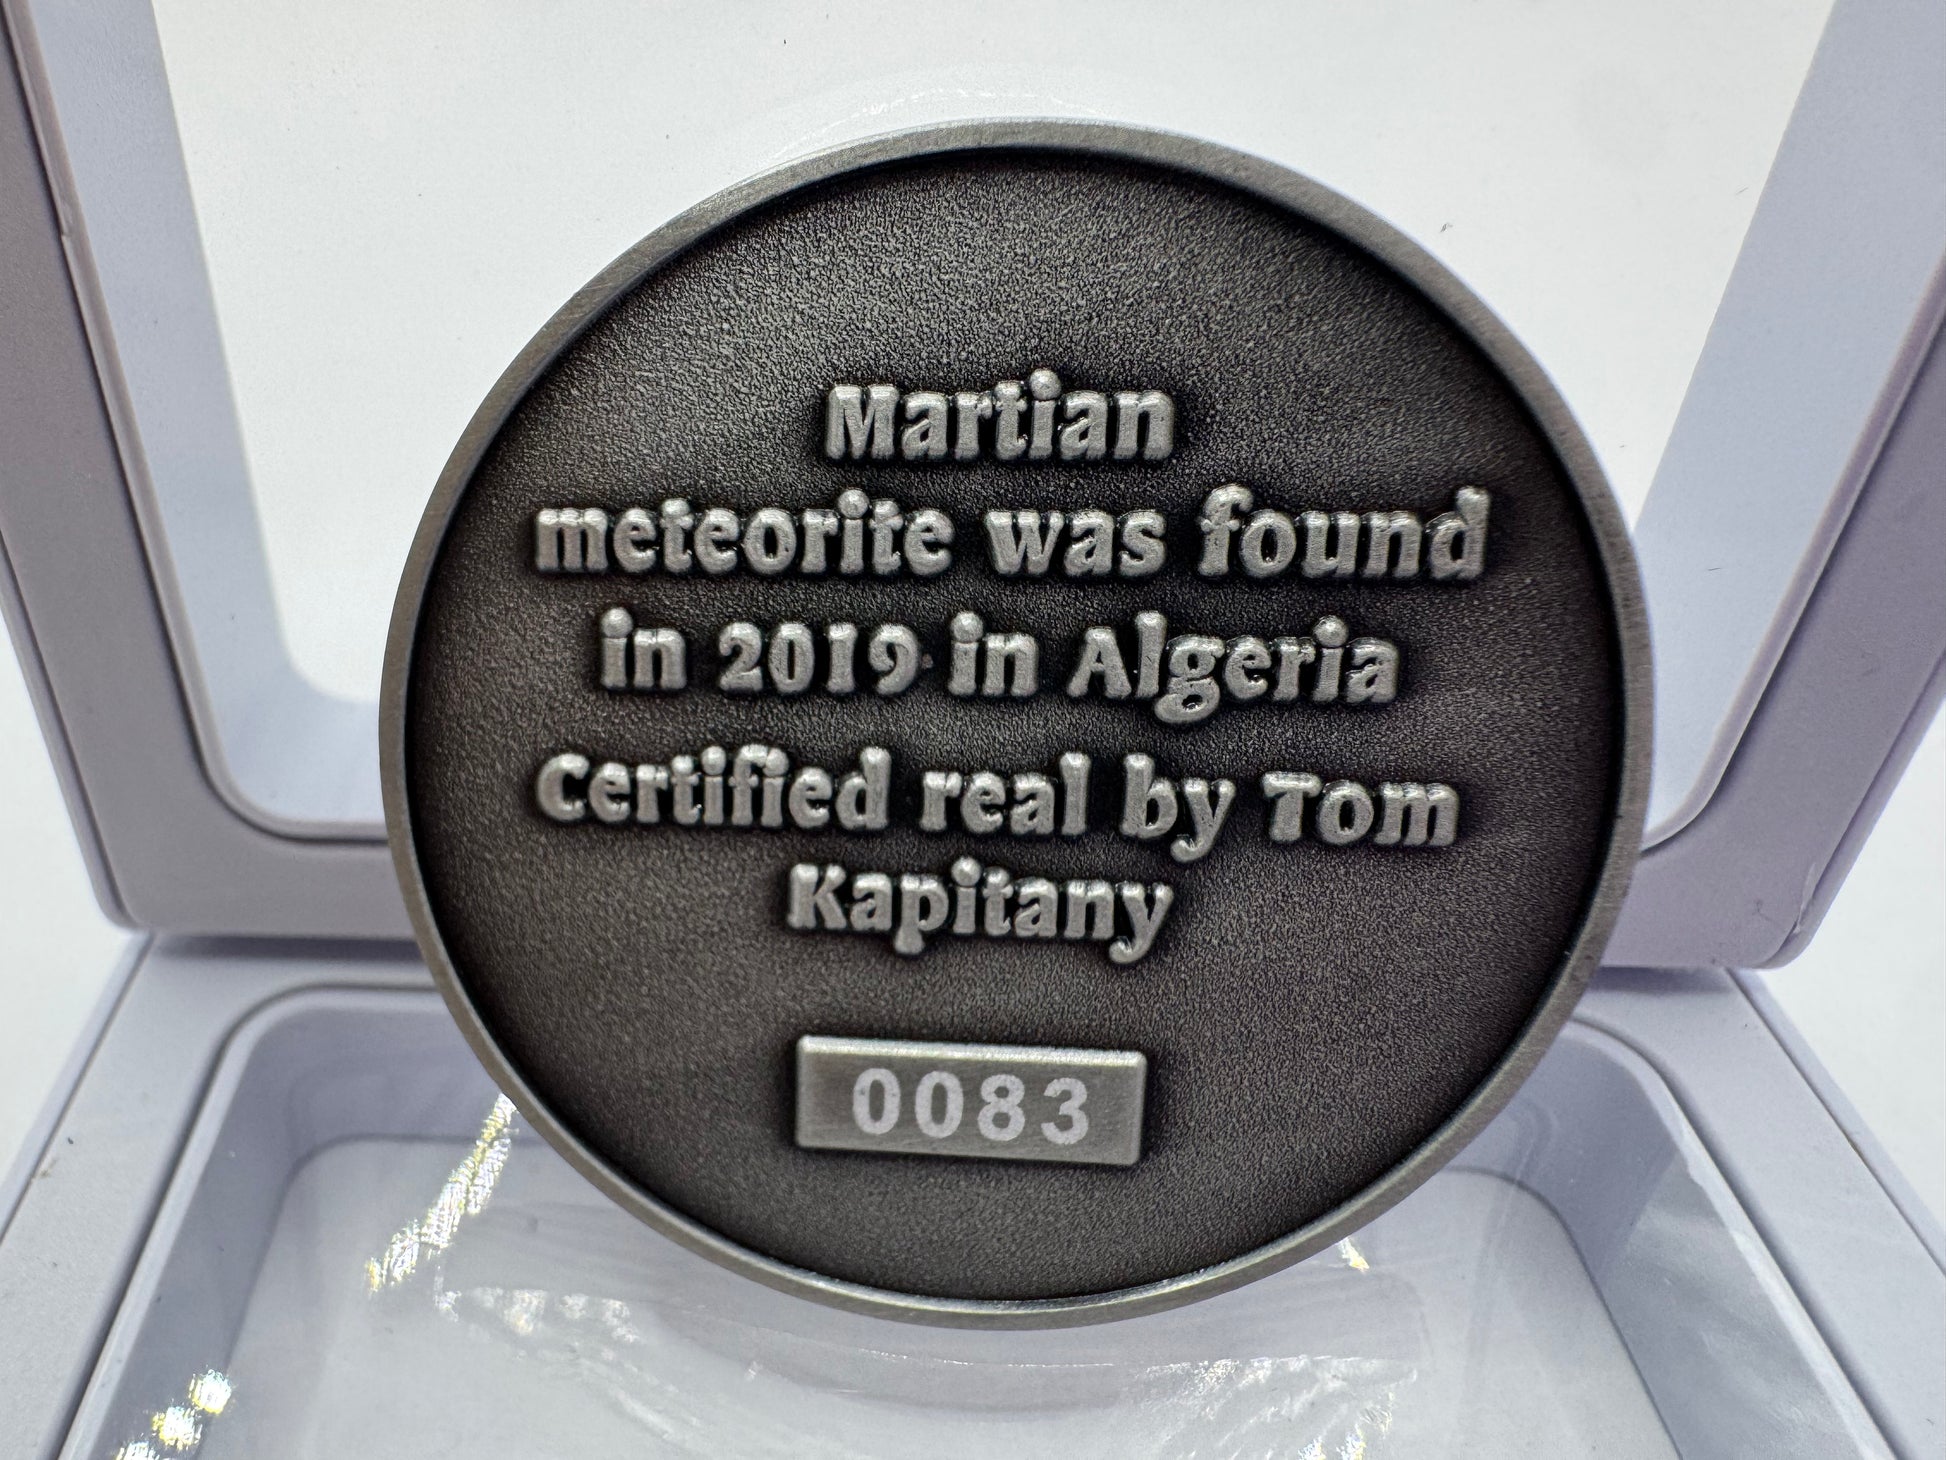 Martian
meteorite was found
in 2019 in Algeria
Certified real by Tom
Kapitany
0083